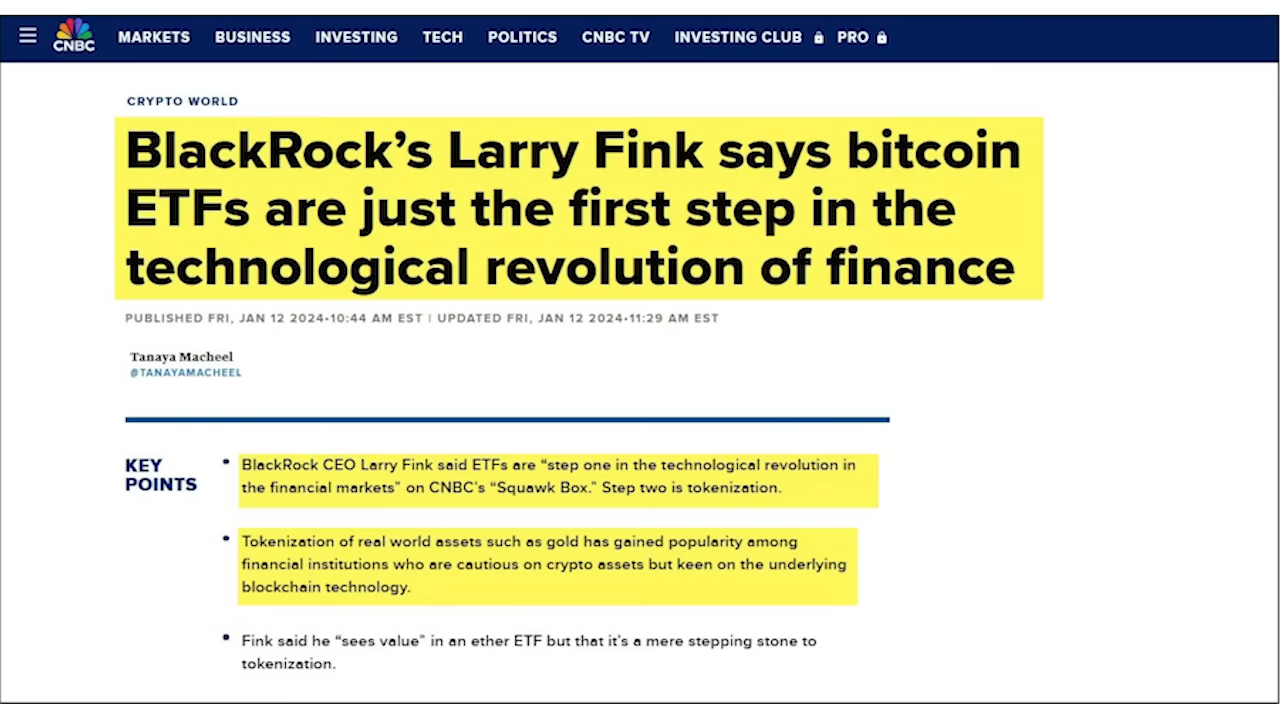 CNBC
MARKETS BUSINESS INVESTING TECH POLITICS CNBC TV INVESTING CLUB PRO
CRYPTO WORLD
BlackRock’s Larry Fink says bitcoin
ETFs are just the first step in the
technological revolution of finance
PUBLISHED FRI, JAN 12 2024•10:44 AM EST | UPDATED FRI, JAN 12 2024•11:29 AM EST
Tanaya Macheel
@TANAYAMACHEEL
KEY
POINTS
• BlackRock CEO Larry Fink said ETFs are “step one in the technological revolution in
the financial markets” on CNBC’s “Squawk Box.” Step two is tokenization.
• Tokenization of real world assets such as gold has gained popularity among
financial institutions who are cautious on crypto assets but keen on the underlying
blockchain technology.
• Fink said he “sees value” in an ether ETF but that it’s a mere stepping stone to
tokenization.